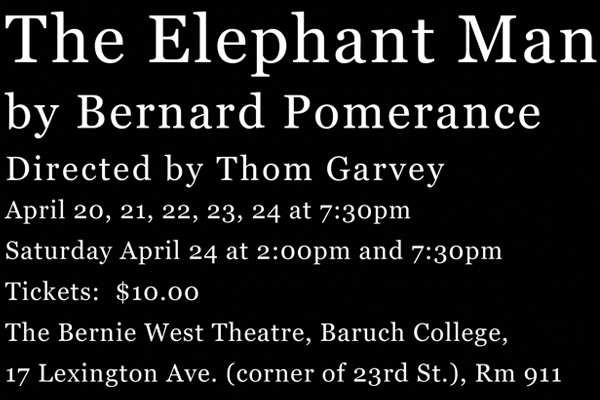 The Elephant Man
by Bernard Pomerance
Directed by Thom Garvey
April 20, 21, 22, 23, 24 at 7:30pm
Saturday April 24 at 2:00pm and 7:30pm
Tickets:  $10.00
The Bernie West Theatre, Baruch College,
17 Lexington Ave. (corner of 23rd St.), Rm 911